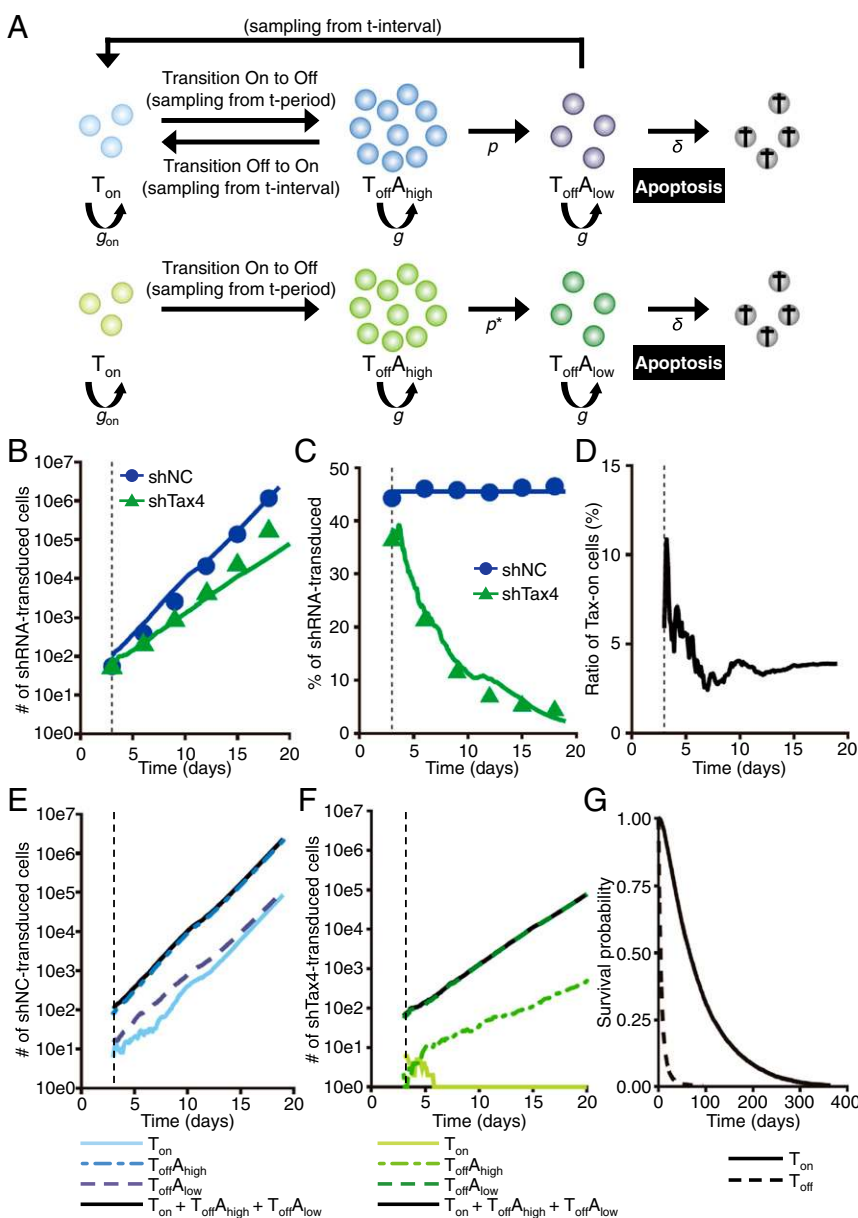 A
(sampling from t-interval)
Transition On to Off
(sampling from t-period)
Transition Off to On
(sampling from t-interval)
p
δ
Apoptosis
Ton
ToffAhigh
ToffAlow
gon
g
g
Transition On to Off
(sampling from t-period)
p*
δ
Apoptosis
Ton
ToffAhigh
ToffAlow
gon
g
g
B
# of shRNA-transduced cells
10e7
10e6
10e5
10e4
10e3
10e2
10e1
10e0
shNC
shTax4
0 5 10 15 20
Time (days)
C
% of shRNA-transduced
50
40
30
20
10
0
shNC
shTax4
0 5 10 15 20
Time (days)
D
Ratio of Tax-on cells (%)
15
10
5
0
0 5 10 15 20
Time (days)
E
# of shNC-transduced cells
10e7
10e6
10e5
10e4
10e3
10e2
10e1
10e0
0 5 10 15 20
Time (days)
Ton
ToffAhigh
ToffAlow
Ton + ToffAhigh + ToffAlow
F
# of shTax4-transduced cells
10e7
10e6
10e5
10e4
10e3
10e2
10e1
10e0
0 5 10 15 20
Time (days)
Ton
ToffAhigh
ToffAlow
Ton + ToffAhigh + ToffAlow
G
Survival probability
1.00
0.75
0.50
0.25
0.00
0 100 200 300 400
Time (days)
Ton
Toff